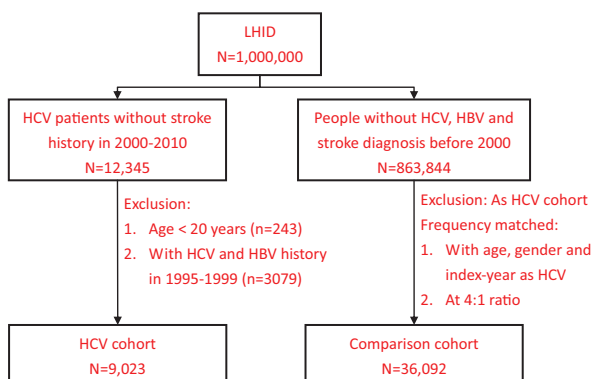 LHID
N=1,000,000
HCV patients without stroke
history in 2000-2010
N=12,345
People without HCV, HBV and
stroke diagnosis before 2000
N=863,844
Exclusion:
1. Age < 20 years (n=243)
2. With HCV and HBV history
in 1995-1999 (n=3079)
Exclusion: As HCV cohort
Frequency matched:
1. With age, gender and
index-year as HCV
2. At 4:1 ratio
HCV cohort
N=9,023
Comparison cohort
N=36,092